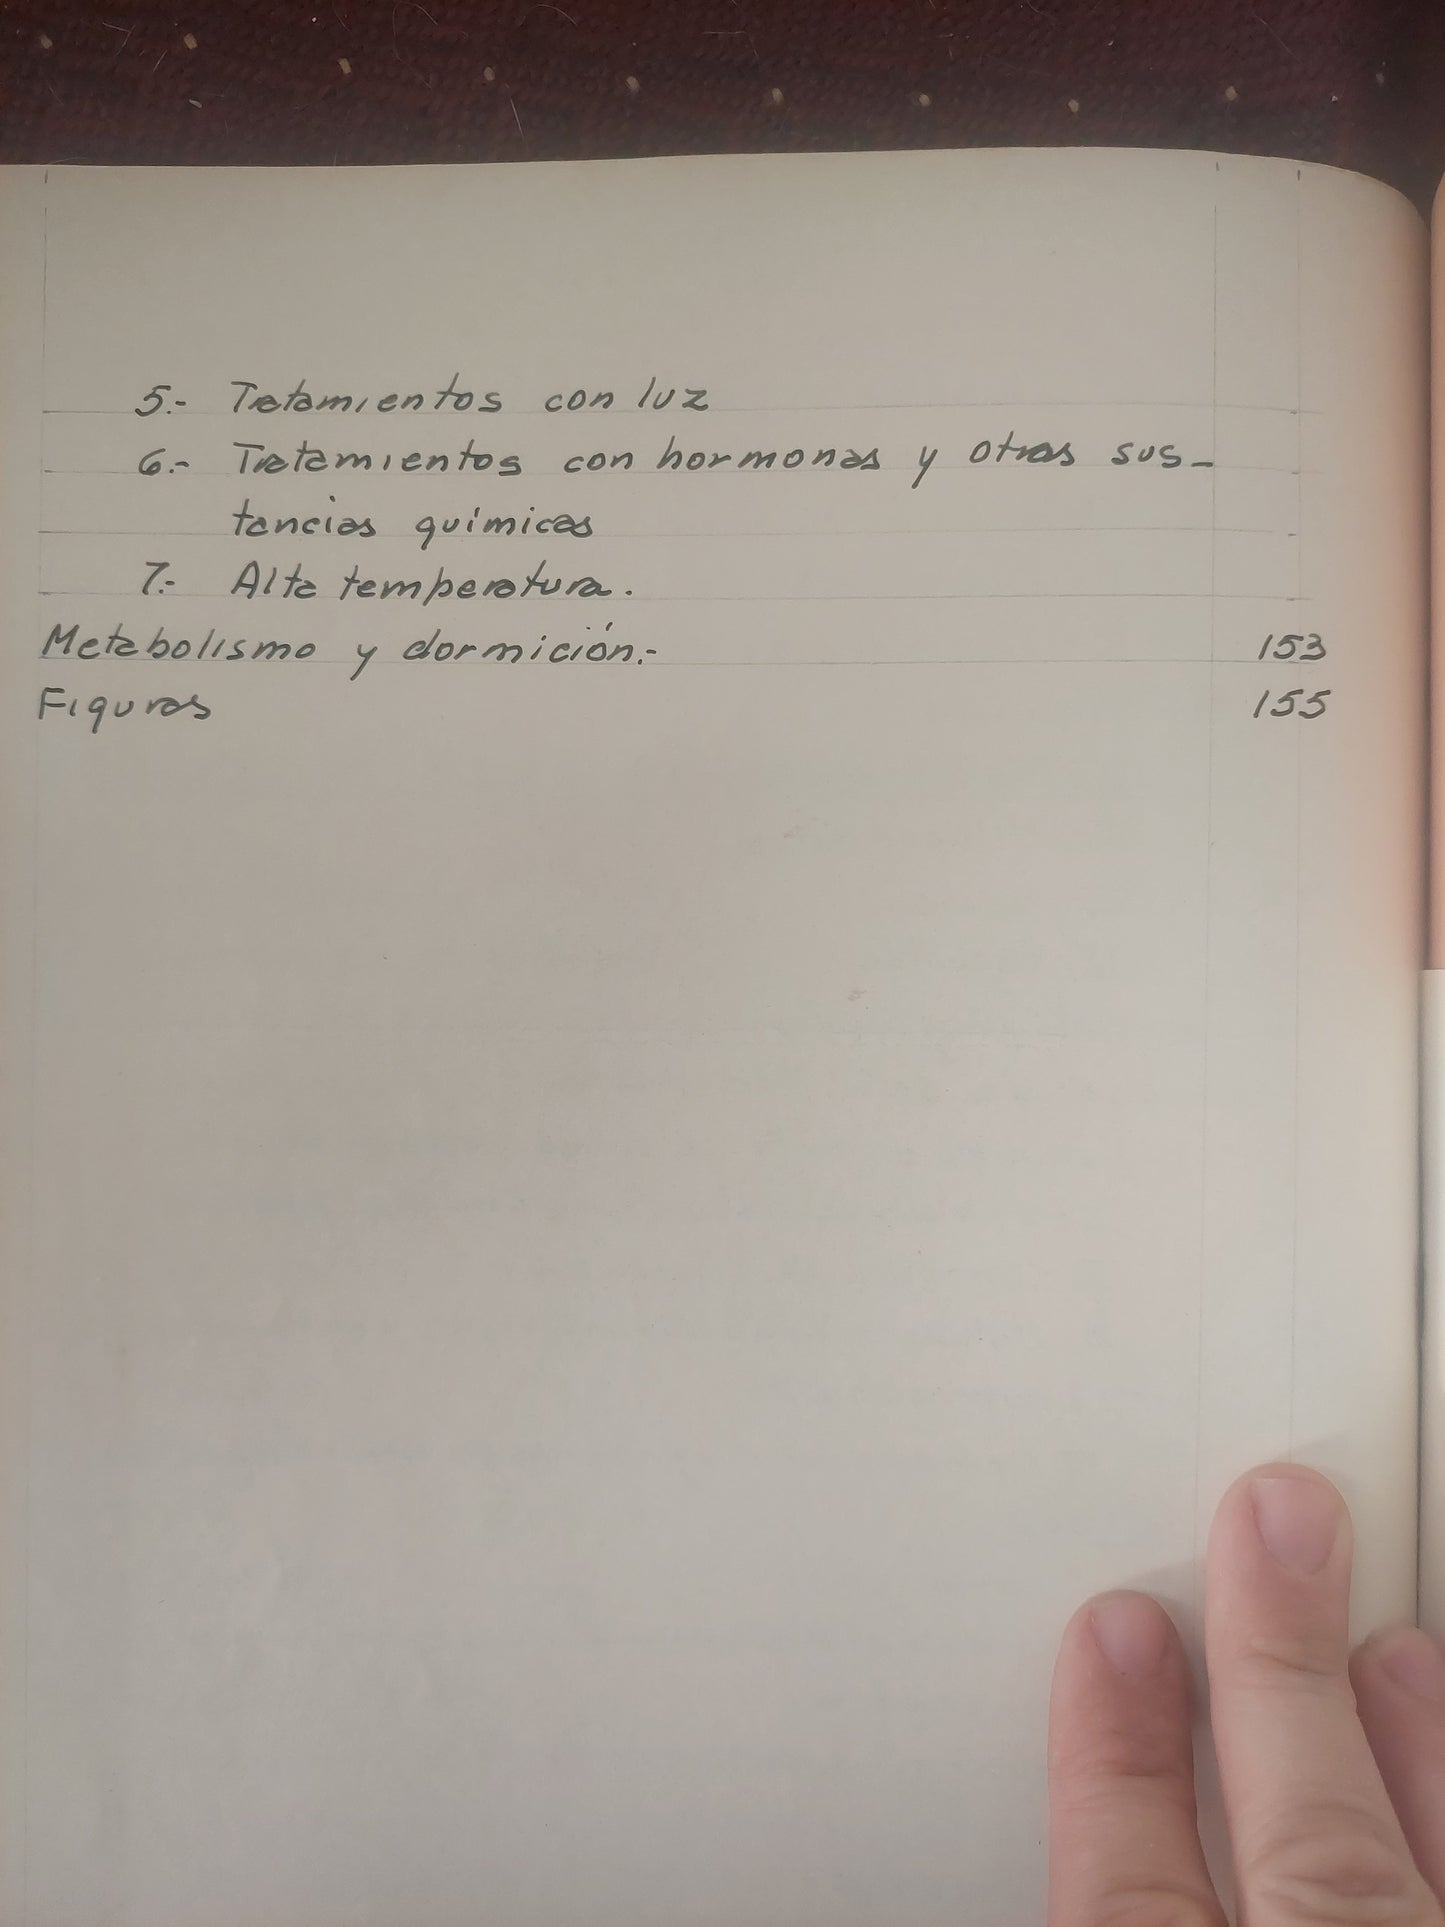 5.- Tratamientos con luz
6.- Tratamientos con hormonas y otras sus-
tancias químicas
7.- Alta temperatura.
Metabolismo y dormición.- 153
Figuras 155